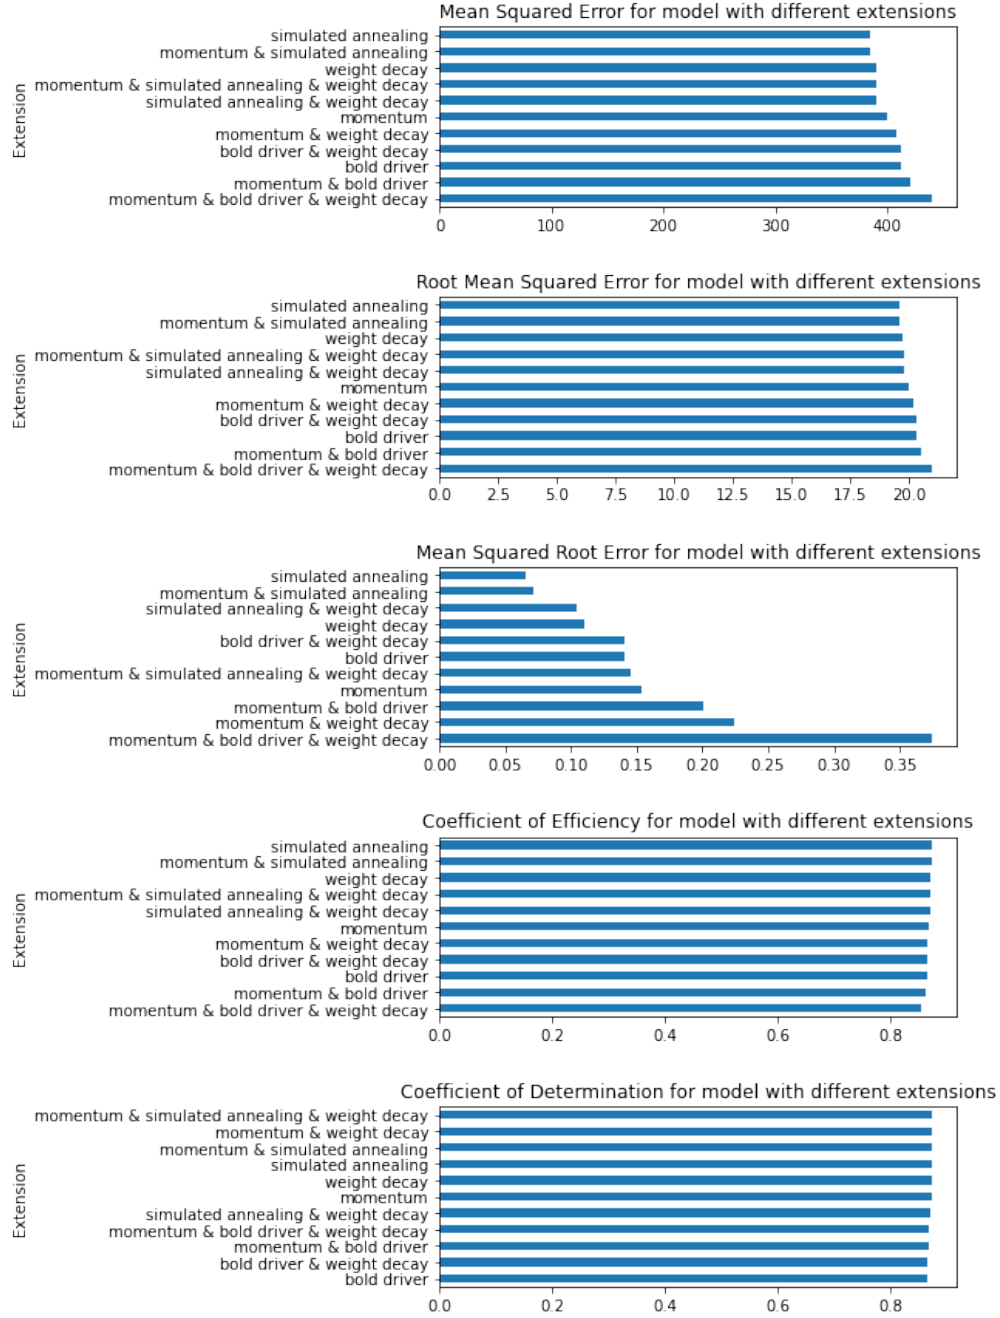 Mean Squared Error for model with different extensions
simulated annealing
momentum & simulated annealing
weight decay
momentum & simulated annealing & weight decay
simulated annealing & weight decay
momentum
momentum & weight decay
bold driver & weight decay
bold driver
momentum & bold driver
momentum & bold driver & weight decay
Extension
0 100 200 300 400
Root Mean Squared Error for model with different extensions
simulated annealing
momentum & simulated annealing
weight decay
momentum & simulated annealing & weight decay
simulated annealing & weight decay
momentum
momentum & weight decay
bold driver & weight decay
bold driver
momentum & bold driver
momentum & bold driver & weight decay
Extension
0.0 2.5 5.0 7.5 10.0 12.5 15.0 17.5 20.0
Mean Squared Root Error for model with different extensions
simulated annealing
momentum & simulated annealing
simulated annealing & weight decay
weight decay
bold driver & weight decay
bold driver
momentum & simulated annealing & weight decay
momentum
momentum & bold driver
momentum & weight decay
momentum & bold driver & weight decay
Extension
0.00 0.05 0.10 0.15 0.20 0.25 0.30 0.35
Coefficient of Efficiency for model with different extensions
simulated annealing
momentum & simulated annealing
weight decay
momentum & simulated annealing & weight decay
simulated annealing & weight decay
momentum
momentum & weight decay
bold driver & weight decay
bold driver
momentum & bold driver
momentum & bold driver & weight decay
Extension
0.0 0.2 0.4 0.6 0.8
Coefficient of Determination for model with different extensions
momentum & simulated annealing & weight decay
momentum & weight decay
momentum & simulated annealing
simulated annealing
weight decay
momentum
simulated annealing & weight decay
momentum & bold driver & weight decay
momentum & bold driver
bold driver & weight decay
bold driver
Extension
0.0 0.2 0.4 0.6 0.8